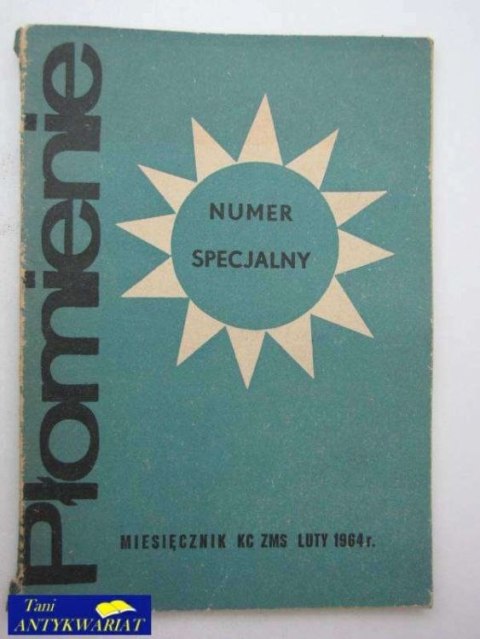 Płomienie
NUMER
SPECJALNY
MIESIĘCZNIK KC ZMS LUTY 1964 r.
Tani
ANTYKWARIAT